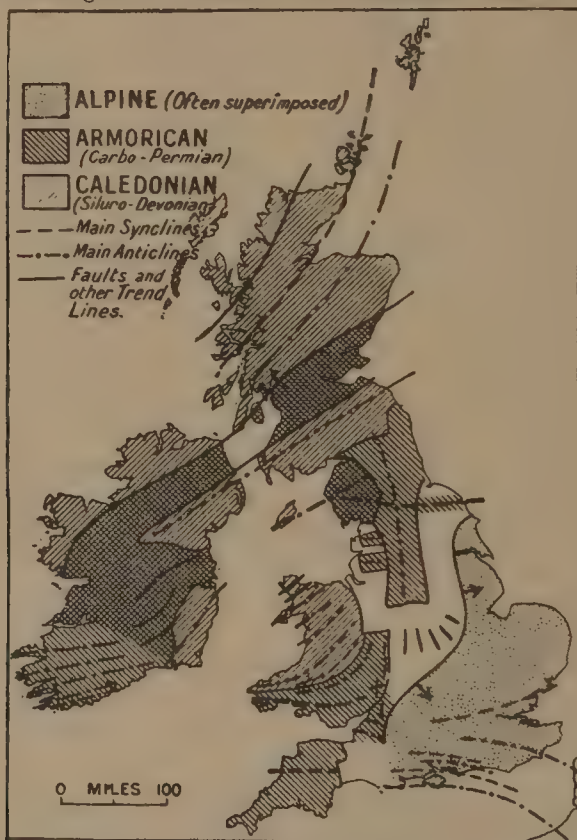 ALPINE (Often superimposed)
ARMORICAN
(Carbo-Permian)
CALEDONIAN
(Siluro-Devonian)
Main Synclines
Main Anticlines
Faults and
other Trend
Lines.
0 MILES 100